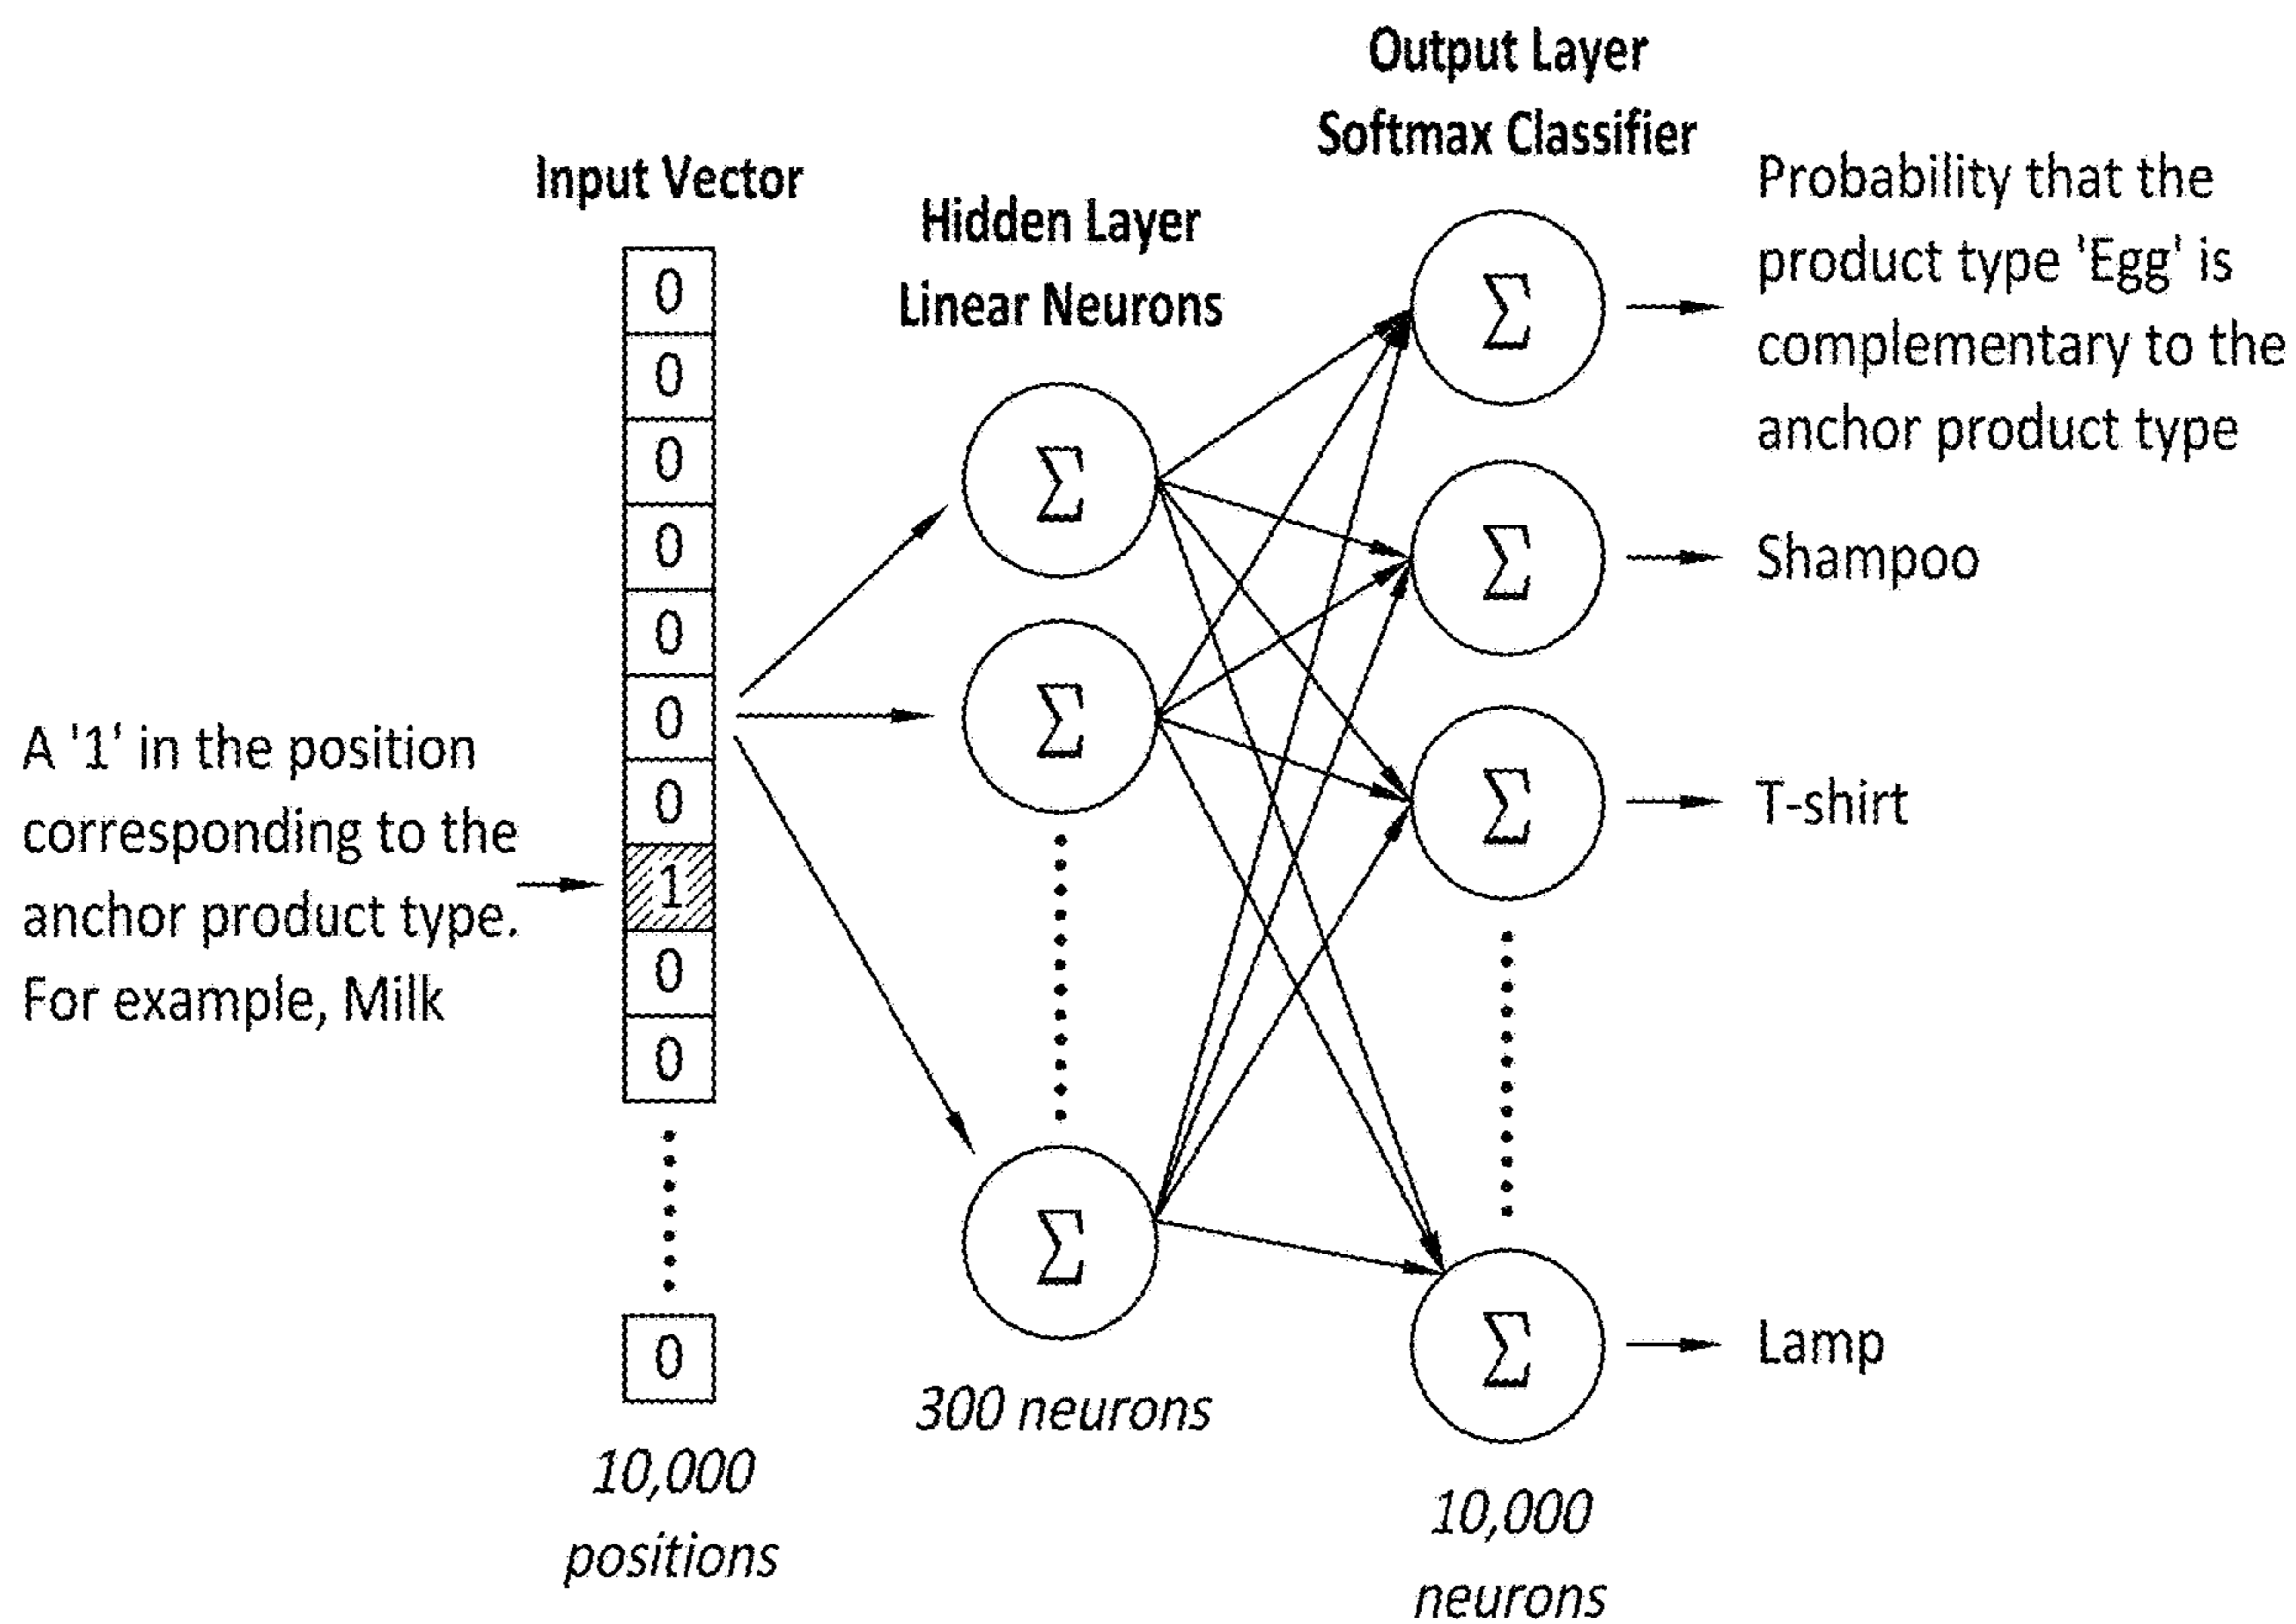 Output Layer
Softmax Classifier
Input Vector
Hidden Layer
Linear Neurons
Probability that the
product type 'Egg' is
complementary to the
anchor product type
Shampoo
T-shirt
Lamp
A '1‘ in the position
corresponding to the
anchor product type.
For example, Milk
0
0
0
0
0
0
0
1
0
0
0
Σ
Σ
Σ
Σ
Σ
Σ
Σ
10,000
positions
300 neurons
10,000
neurons